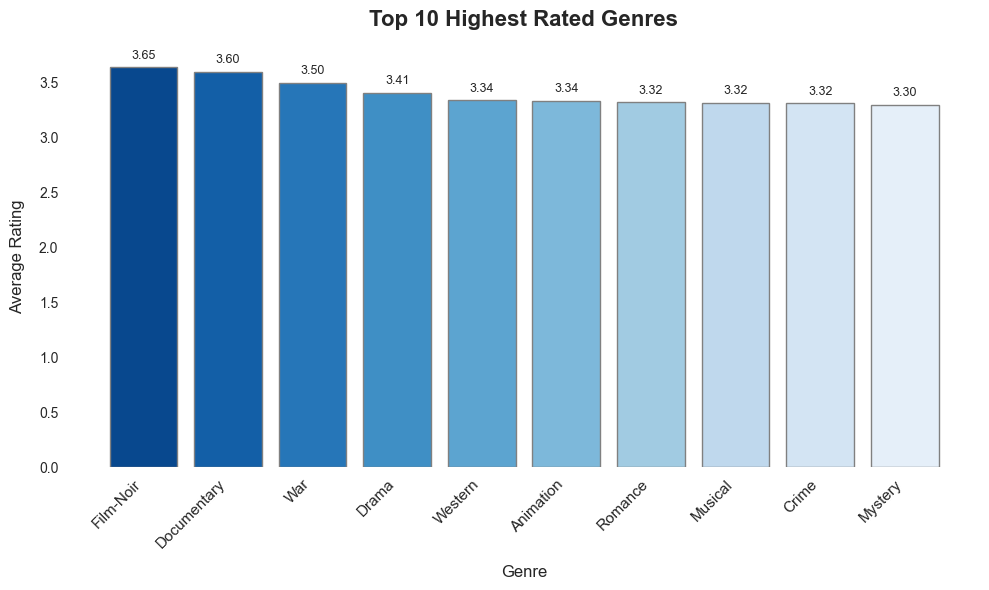 Top 10 Highest Rated Genres
3.65
3.60
3.50
3.41
3.34
3.34
3.32
3.32
3.32
3.30
3.5
3.0
2.5
2.0
1.5
1.0
0.5
0.0
Average Rating
Film-Noir
Documentary
War
Drama
Western
Animation
Romance
Musical
Crime
Mystery
Genre